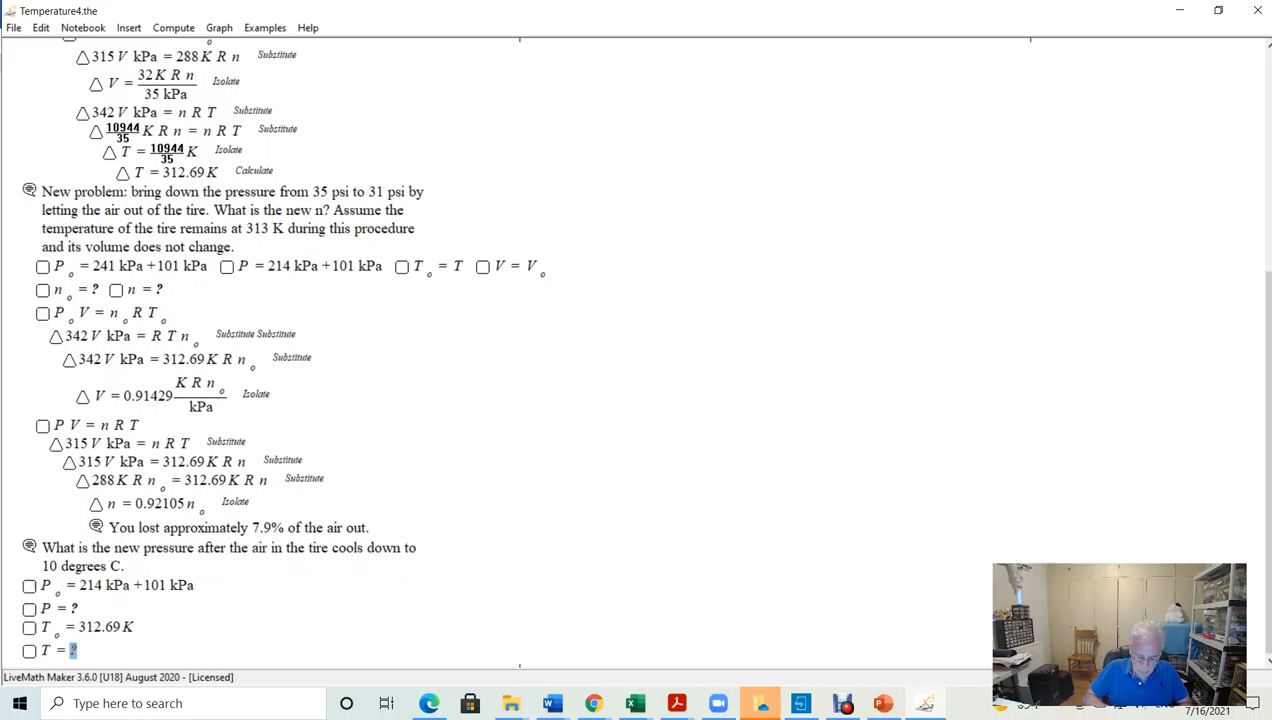 Temperature4.the
File Edit Notebook Insert Compute Graph Examples Help
315 V kPa = 288 K R n Substitute
V = 32 K R n / 35 kPa Isolate
342 V kPa = n R T Substitute
10944/35 K R n = n R T Substitute
T = 10944/35 K Isolate
T = 312.69 K Calculate
New problem: bring down the pressure from 35 psi to 31 psi by
letting the air out of the tire. What is the new n? Assume the
temperature of the tire remains at 313 K during this procedure
and its volume does not change.
P o = 241 kPa +101 kPa P = 214 kPa +101 kPa T o = T V = V o
n o = ? n = ?
P o V = n o R T o
342 V kPa = R T n o Substitute Substitute
342 V kPa = 312.69 K R n o Substitute
V = 0.91429 K R n o / kPa Isolate
P V = n R T
315 V kPa = n R T Substitute
315 V kPa = 312.69 K R n Substitute
288 K R n o = 312.69 K R n Substitute
n = 0.92105 n o Isolate
You lost approximately 7.9% of the air out.
What is the new pressure after the air in the tire cools down to
10 degrees C.
P o = 214 kPa +101 kPa
P = ?
T o = 312.69 K
T = ?
LiveMath Maker 3.6.0 [U18] August 2020 - [Licensed]
Type here to search
7/16/2021